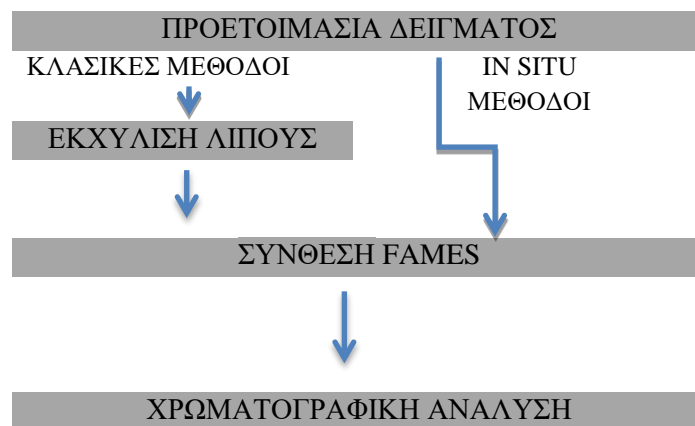 ΠΡΟΕΤΟΙΜΑΣΙΑ ΔΕΙΓΜΑΤΟΣ
ΚΛΑΣΙΚΕΣ ΜΕΘΟΔΟΙ
IN SITU
ΜΕΘΟΔΟΙ
ΕΚΧΥΛΙΣΗ ΛΙΠΟΥΣ
ΣΥΝΘΕΣΗ FAMES
ΧΡΩΜΑΤΟΓΡΑΦΙΚΗ ΑΝΑΛΥΣΗ